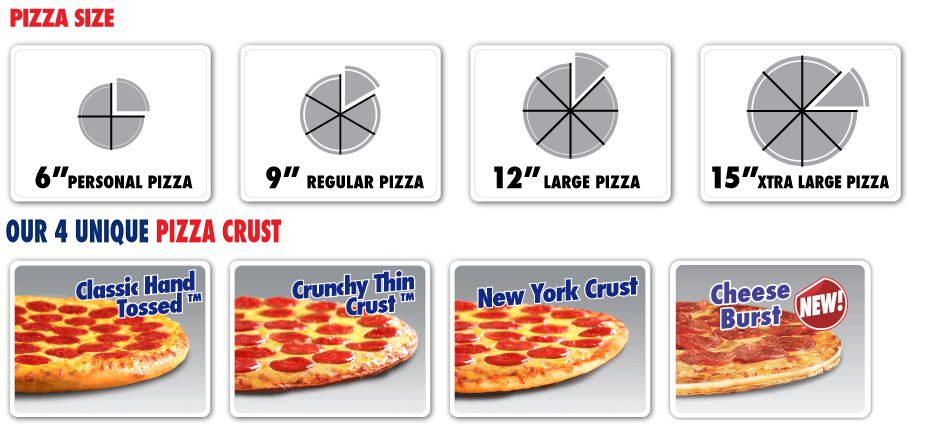 PIZZA SIZE
6” PERSONAL PIZZA
9” REGULAR PIZZA
12” LARGE PIZZA
15” XTRA LARGE PIZZA
OUR 4 UNIQUE PIZZA CRUST
Classic Hand
Tossed ™
Crunchy Thin
Crust ™
New York Crust
Cheese
Burst
NEW!